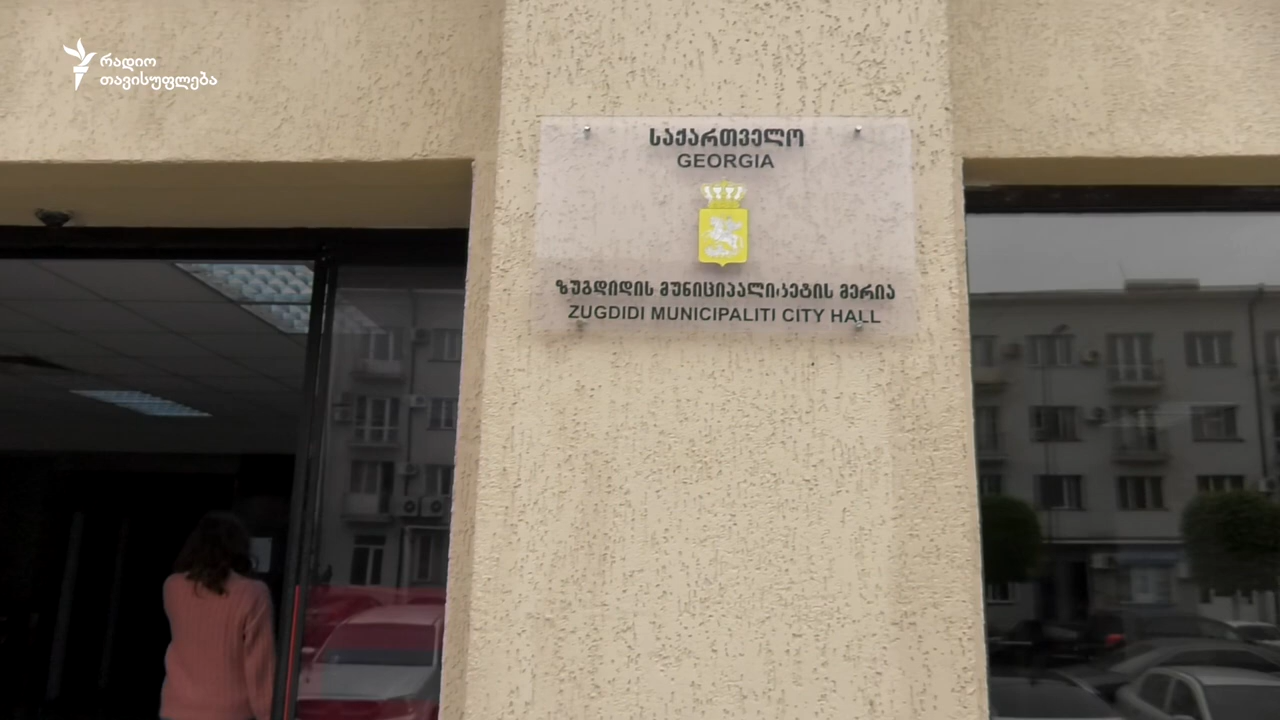 რადიო
თავისუფლება
საქართველო
GEORGIA
ზუგდიდის მუნიციპალიტეტის მერია
ZUGDIDI MUNICIPALITI CITY HALL